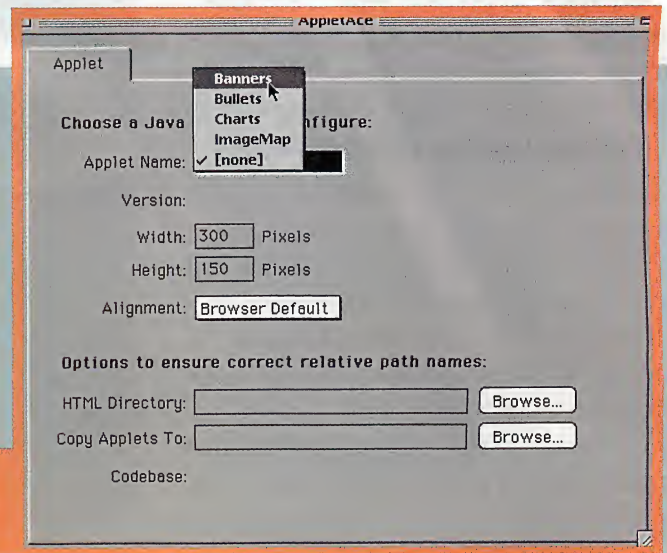 AppletAce
Applet
Banners
Bullets
Charts
ImageMap
✓ [none]
Choose a Java nfigure:
Applet Name:
Version:
Width: 300 Pixels
Height: 150 Pixels
Alignment: Browser Default
Options to ensure correct relative path names:
HTML Directory: Browse...
Copy Applets To: Browse...
Codebase: